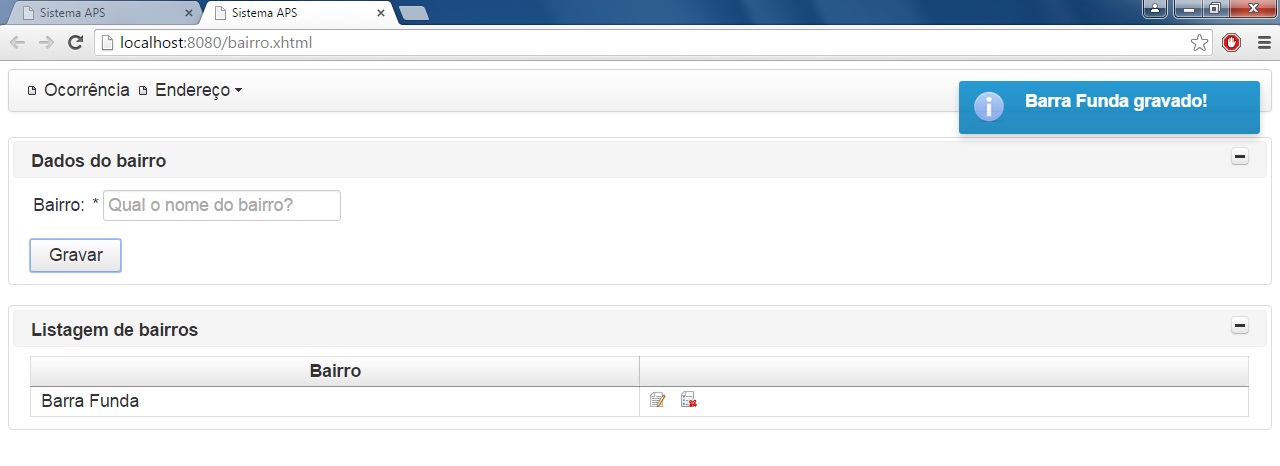 Sistema APS
Sistema APS
localhost:8080/bairro.xhtml
Ocorrência Endereço
Barra Funda gravado!
Dados do bairro
Bairro: * Qual o nome do bairro?
Gravar
Listagem de bairros
Bairro
Barra Funda